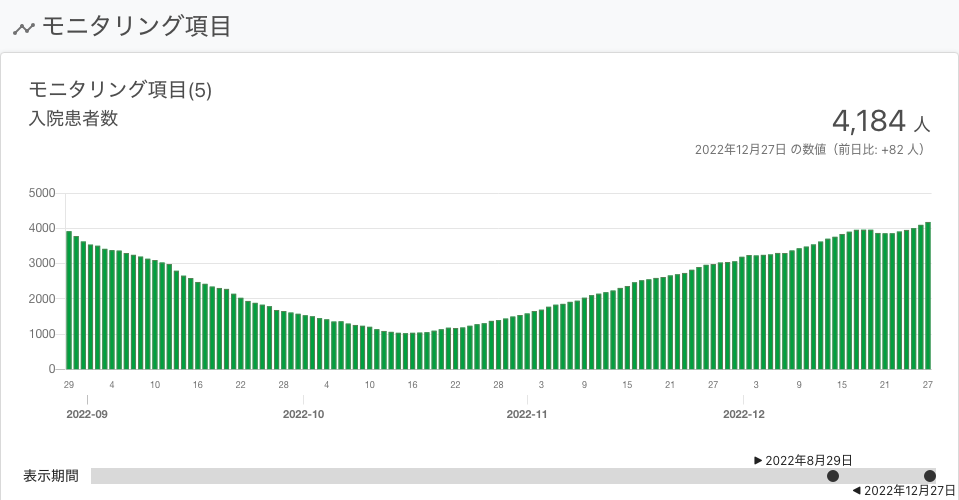 モニタリング項目
モニタリング項目(5)
入院患者数
4,184 人
2022年12月27日 の数値（前日比: +82 人）
5000
4000
3000
2000
1000
0
29 4 10 16 22 28 4 10 16 22 28 3 9 15 21 27 3 9 15 21 27
2022-09 2022-10 2022-11 2022-12
2022年8月29日
表示期間
2022年12月27日